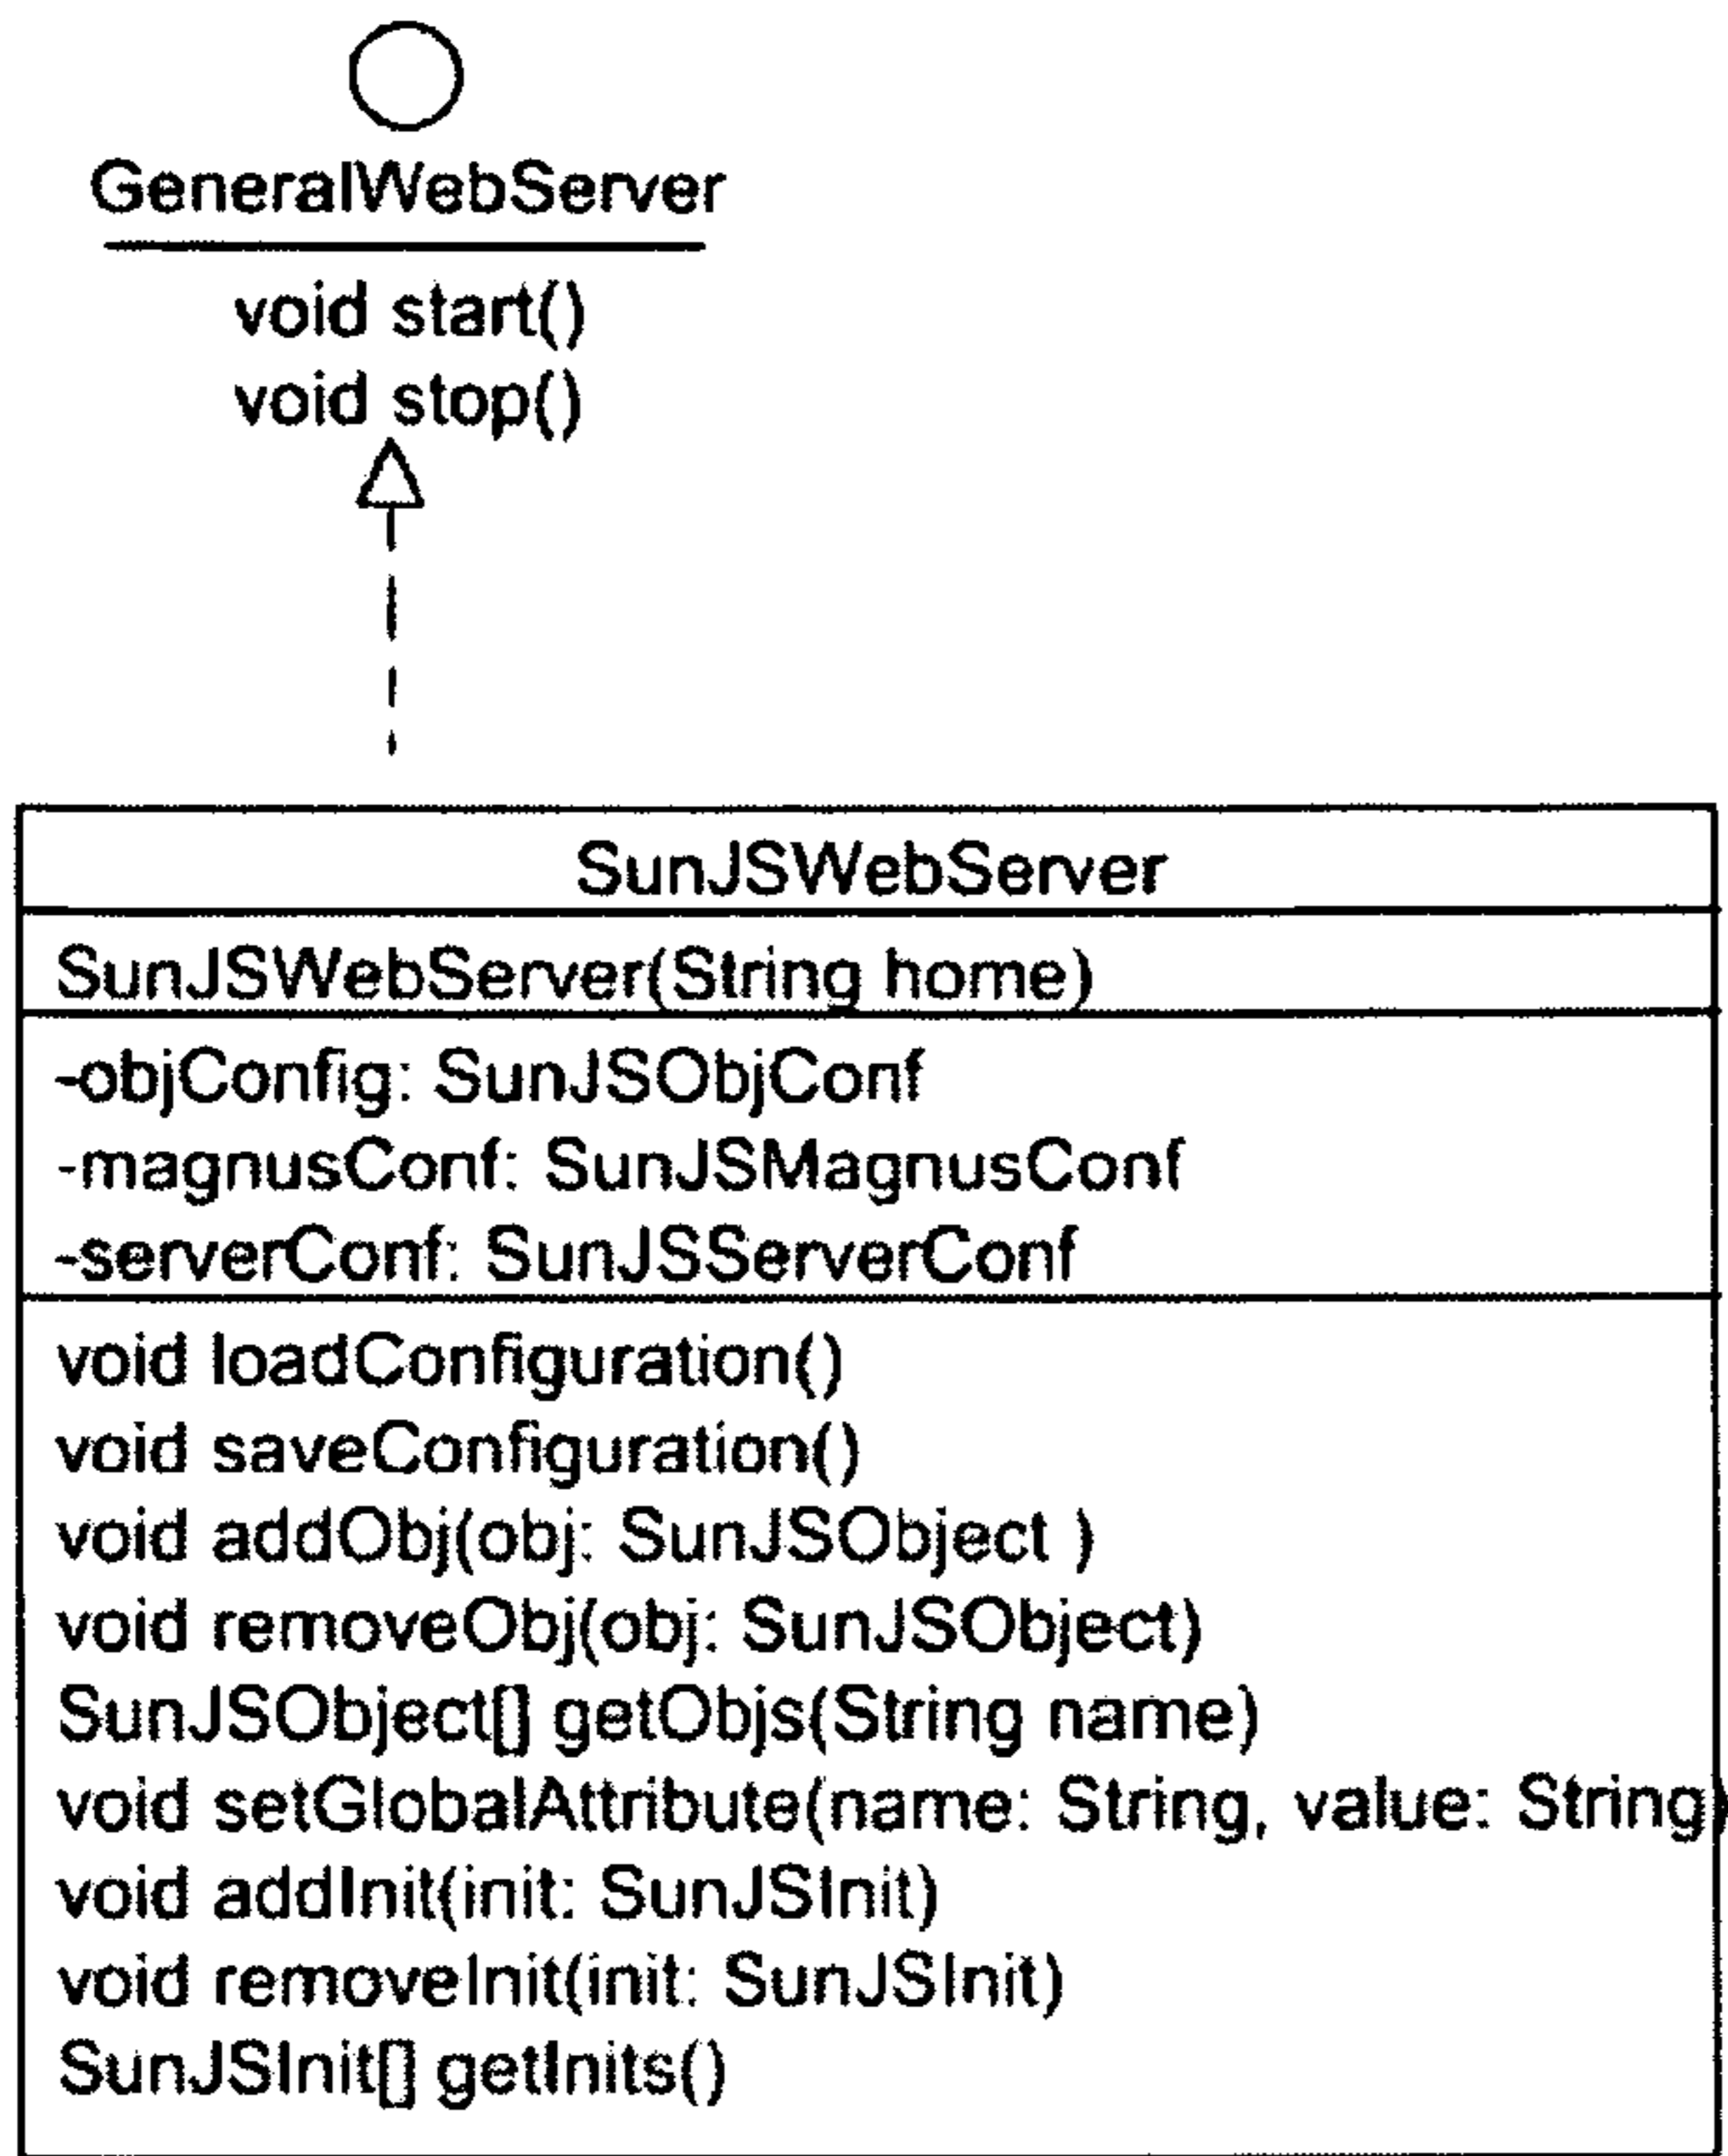 GeneralWebServer
void start()
void stop()
SunJSWebServer
SunJSWebServer(String home)
-objConfig: SunJSObjConf
-magnusConf: SunJSMagnusConf
-serverConf: SunJSServerConf
void loadConfiguration()
void saveConfiguration()
void addObj(obj: SunJSObject )
void removeObj(obj: SunJSObject)
SunJSObject[] getObjs(String name)
void setGlobalAttribute(name: String, value: String)
void addInit(init: SunJSInit)
void removeInit(init: SunJSInit)
SunJSInit[] getInits()